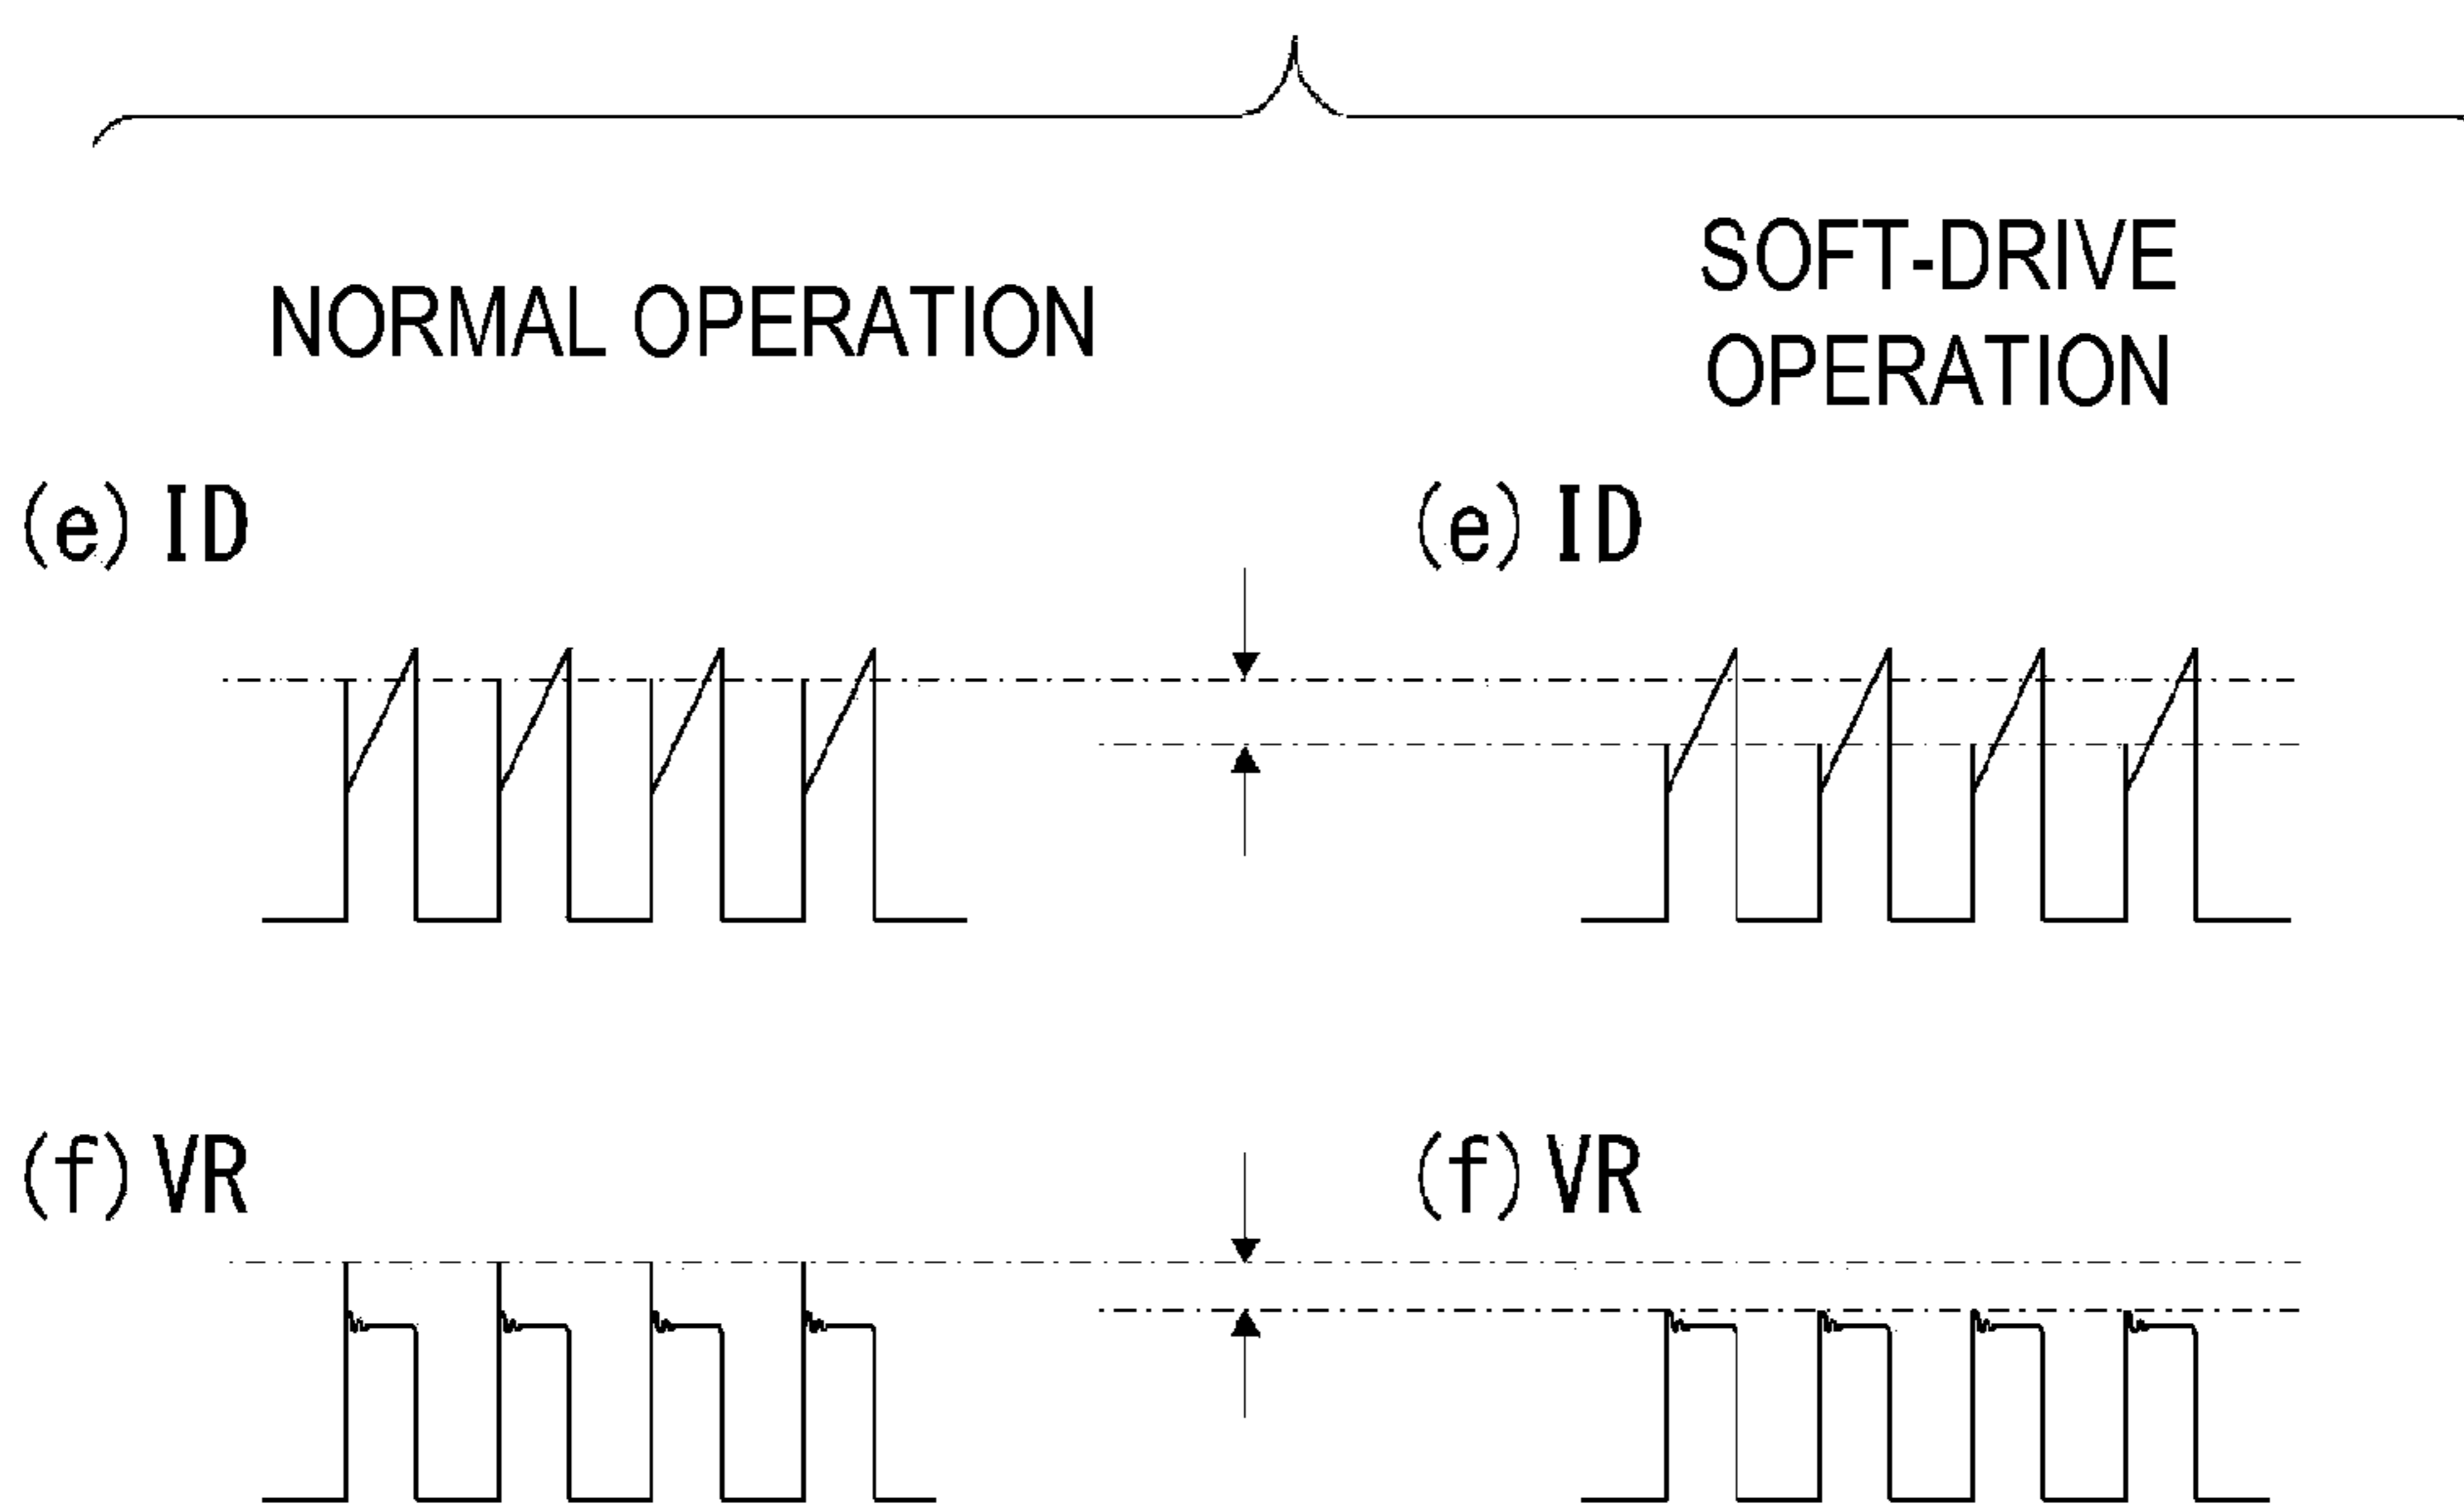 NORMAL OPERATION
SOFT-DRIVE
OPERATION
(e) ID
(e) ID
(f) VR
(f) VR